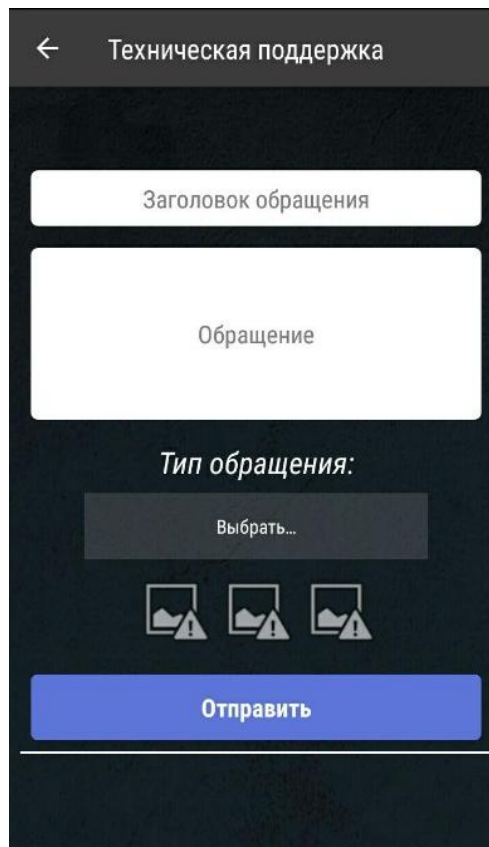 Техническая поддержка
Заголовок обращения
Обращение
Тип обращения:
Выбрать...
Отправить